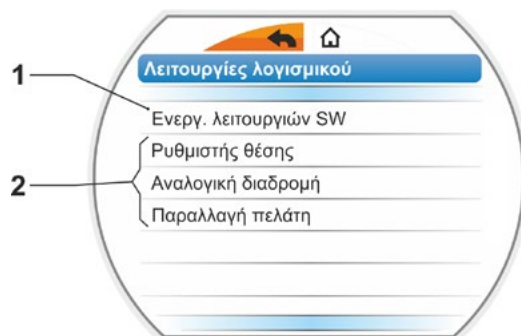 Λειτουργίες λογισμικού
1
Ενεργ. λειτουργιών SW
Ρυθμιστής θέσης
2
Αναλογική διαδρομή
Παραλλαγή πελάτη